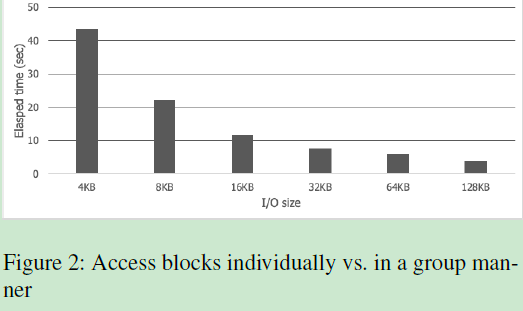 50
40
30
20
10
0
Elasped time (sec)
4KB 8KB 16KB 32KB 64KB 128KB
I/O size
Figure 2: Access blocks individually vs. in a group man-
ner